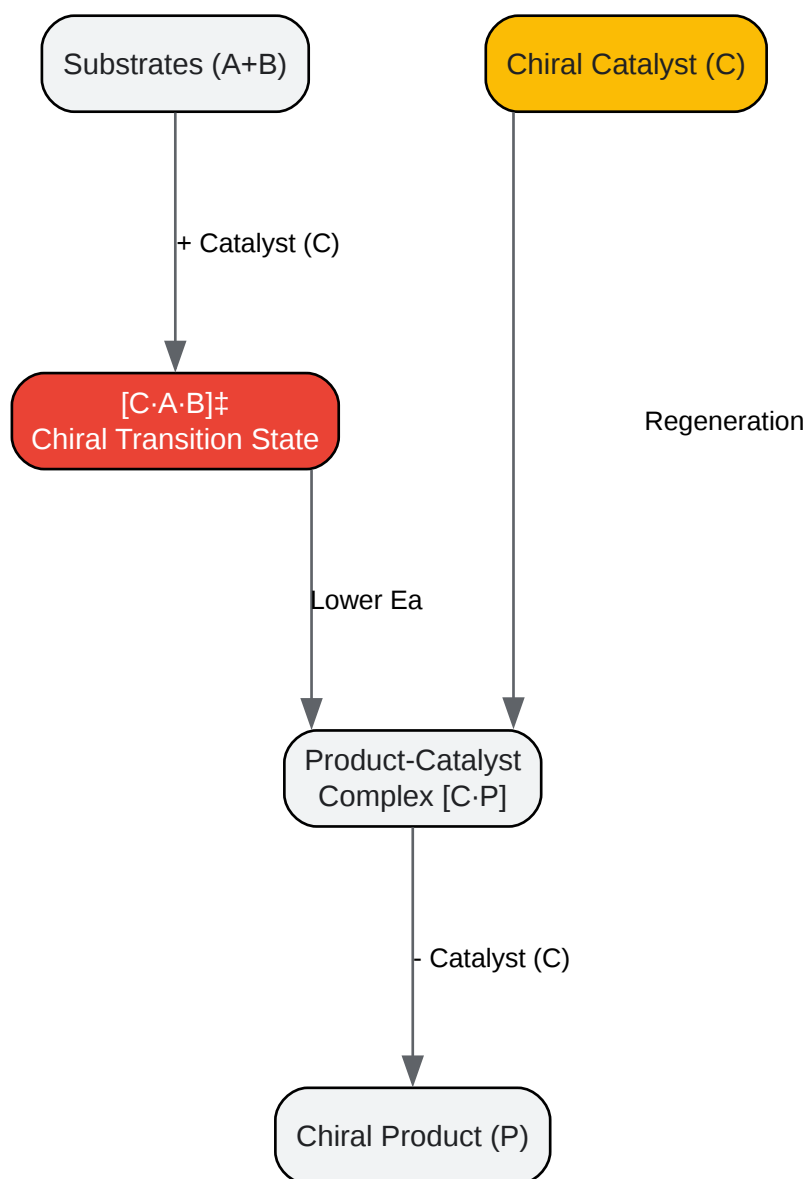 Substrates (A+B)
Chiral Catalyst (C)
+ Catalyst (C)
[C·A·B]‡
Chiral Transition State
Regeneration
Lower Ea
Product-Catalyst
Complex [C·P]
- Catalyst (C)
Chiral Product (P)